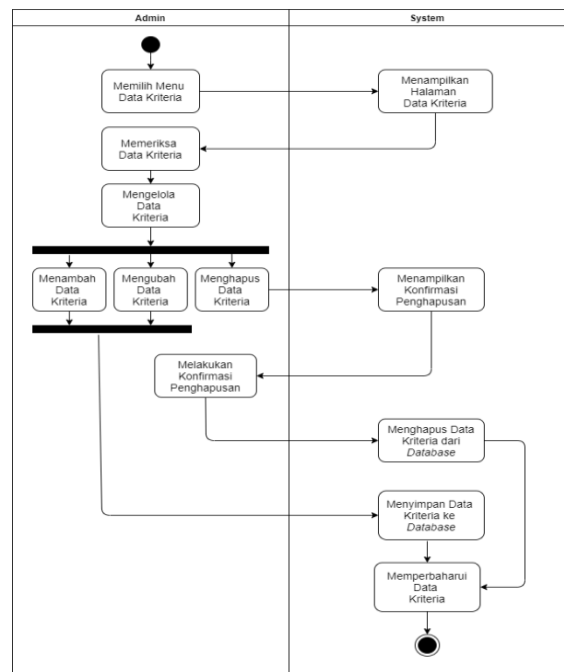 Admin
System
Memilih Menu
Data Kriteria
Menampilkan
Halaman
Data Kriteria
Memeriksa
Data Kriteria
Mengelola
Data
Kriteria
Menambah
Data
Kriteria
Mengubah
Data
Kriteria
Menghapus
Data
Kriteria
Menampilkan
Konfirmasi
Penghapusan
Melakukan
Konfirmasi
Penghapusan
Menghapus Data
Kriteria dari
Database
Menyimpan Data
Kriteria ke
Database
Memperbaharui
Data
Kriteria